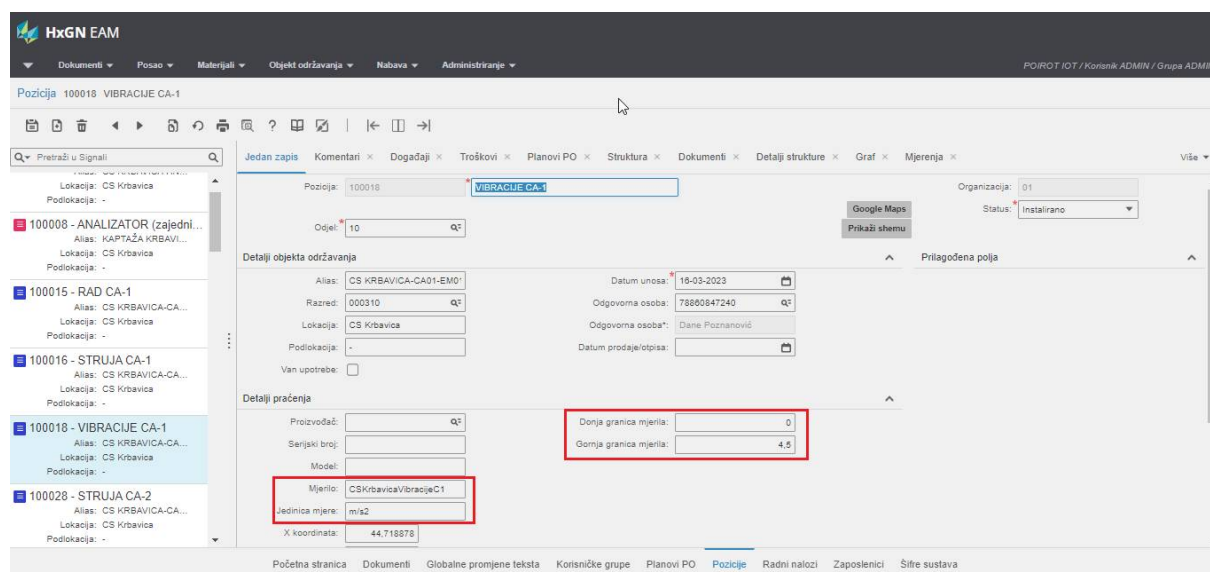 HxGN EAM
Dokumenti Posao Materijali Objekt održavanja Nabava Administriranje
POIROT IOT / Korisnik ADMIN / Grupa ADMI
Pozicija 100018 VIBRACIJE CA-1
Pretraži u Signali
Lokacija: CS Krbavica
Podlokacija: -
100008 - ANALIZATOR (zajedni...
Alias: KAPTAŽA KRBAVI...
Lokacija: CS Krbavica
Podlokacija: -
100015 - RAD CA-1
Alias: CS KRBAVICA-CA...
Lokacija: CS Krbavica
Podlokacija: -
100016 - STRUJA CA-1
Alias: CS KRBAVICA-CA...
Lokacija: CS Krbavica
Podlokacija: -
100018 - VIBRACIJE CA-1
Alias: CS KRBAVICA-CA...
Lokacija: CS Krbavica
Podlokacija: -
100028 - STRUJA CA-2
Alias: CS KRBAVICA-CA...
Lokacija: CS Krbavica
Podlokacija: -
Jedan zapis Komentari × Događaji × Troškovi × Planovi PO × Struktura × Dokumenti × Detalji strukture × Graf × Mjerenja × Više
Pozicija: 100018 * VIBRACIJE CA-1 Organizacija: 01
Google Maps Status: * Instalirano
Odjel: * 10 Prikaži shemu
Detalji objekta održavanja Prilagođena polja
Alias: CS KRBAVICA-CA01-EM01 Datum unosa: * 16-03-2023
Razred: 000310 Odgovorna osoba: 78860847240
Lokacija: CS Krbavica Odgovorna osoba*: Dane Poznanović
Podlokacija: - Datum prodaje/otpisa:
Van upotrebe:
Detalji praćenja
Proizvođač: Donja granica mjerila: 0
Serijski broj: Gornja granica mjerila: 4,5
Model:
Mjerilo: CSKrbavicaVibracijeC1
Jedinica mjere: m/s2
X koordinata: 44,718878
Početna stranica Dokumenti Globalne promjene teksta Korisničke grupe Planovi PO Pozicije Radni nalozi Zaposlenici Šifre sustava